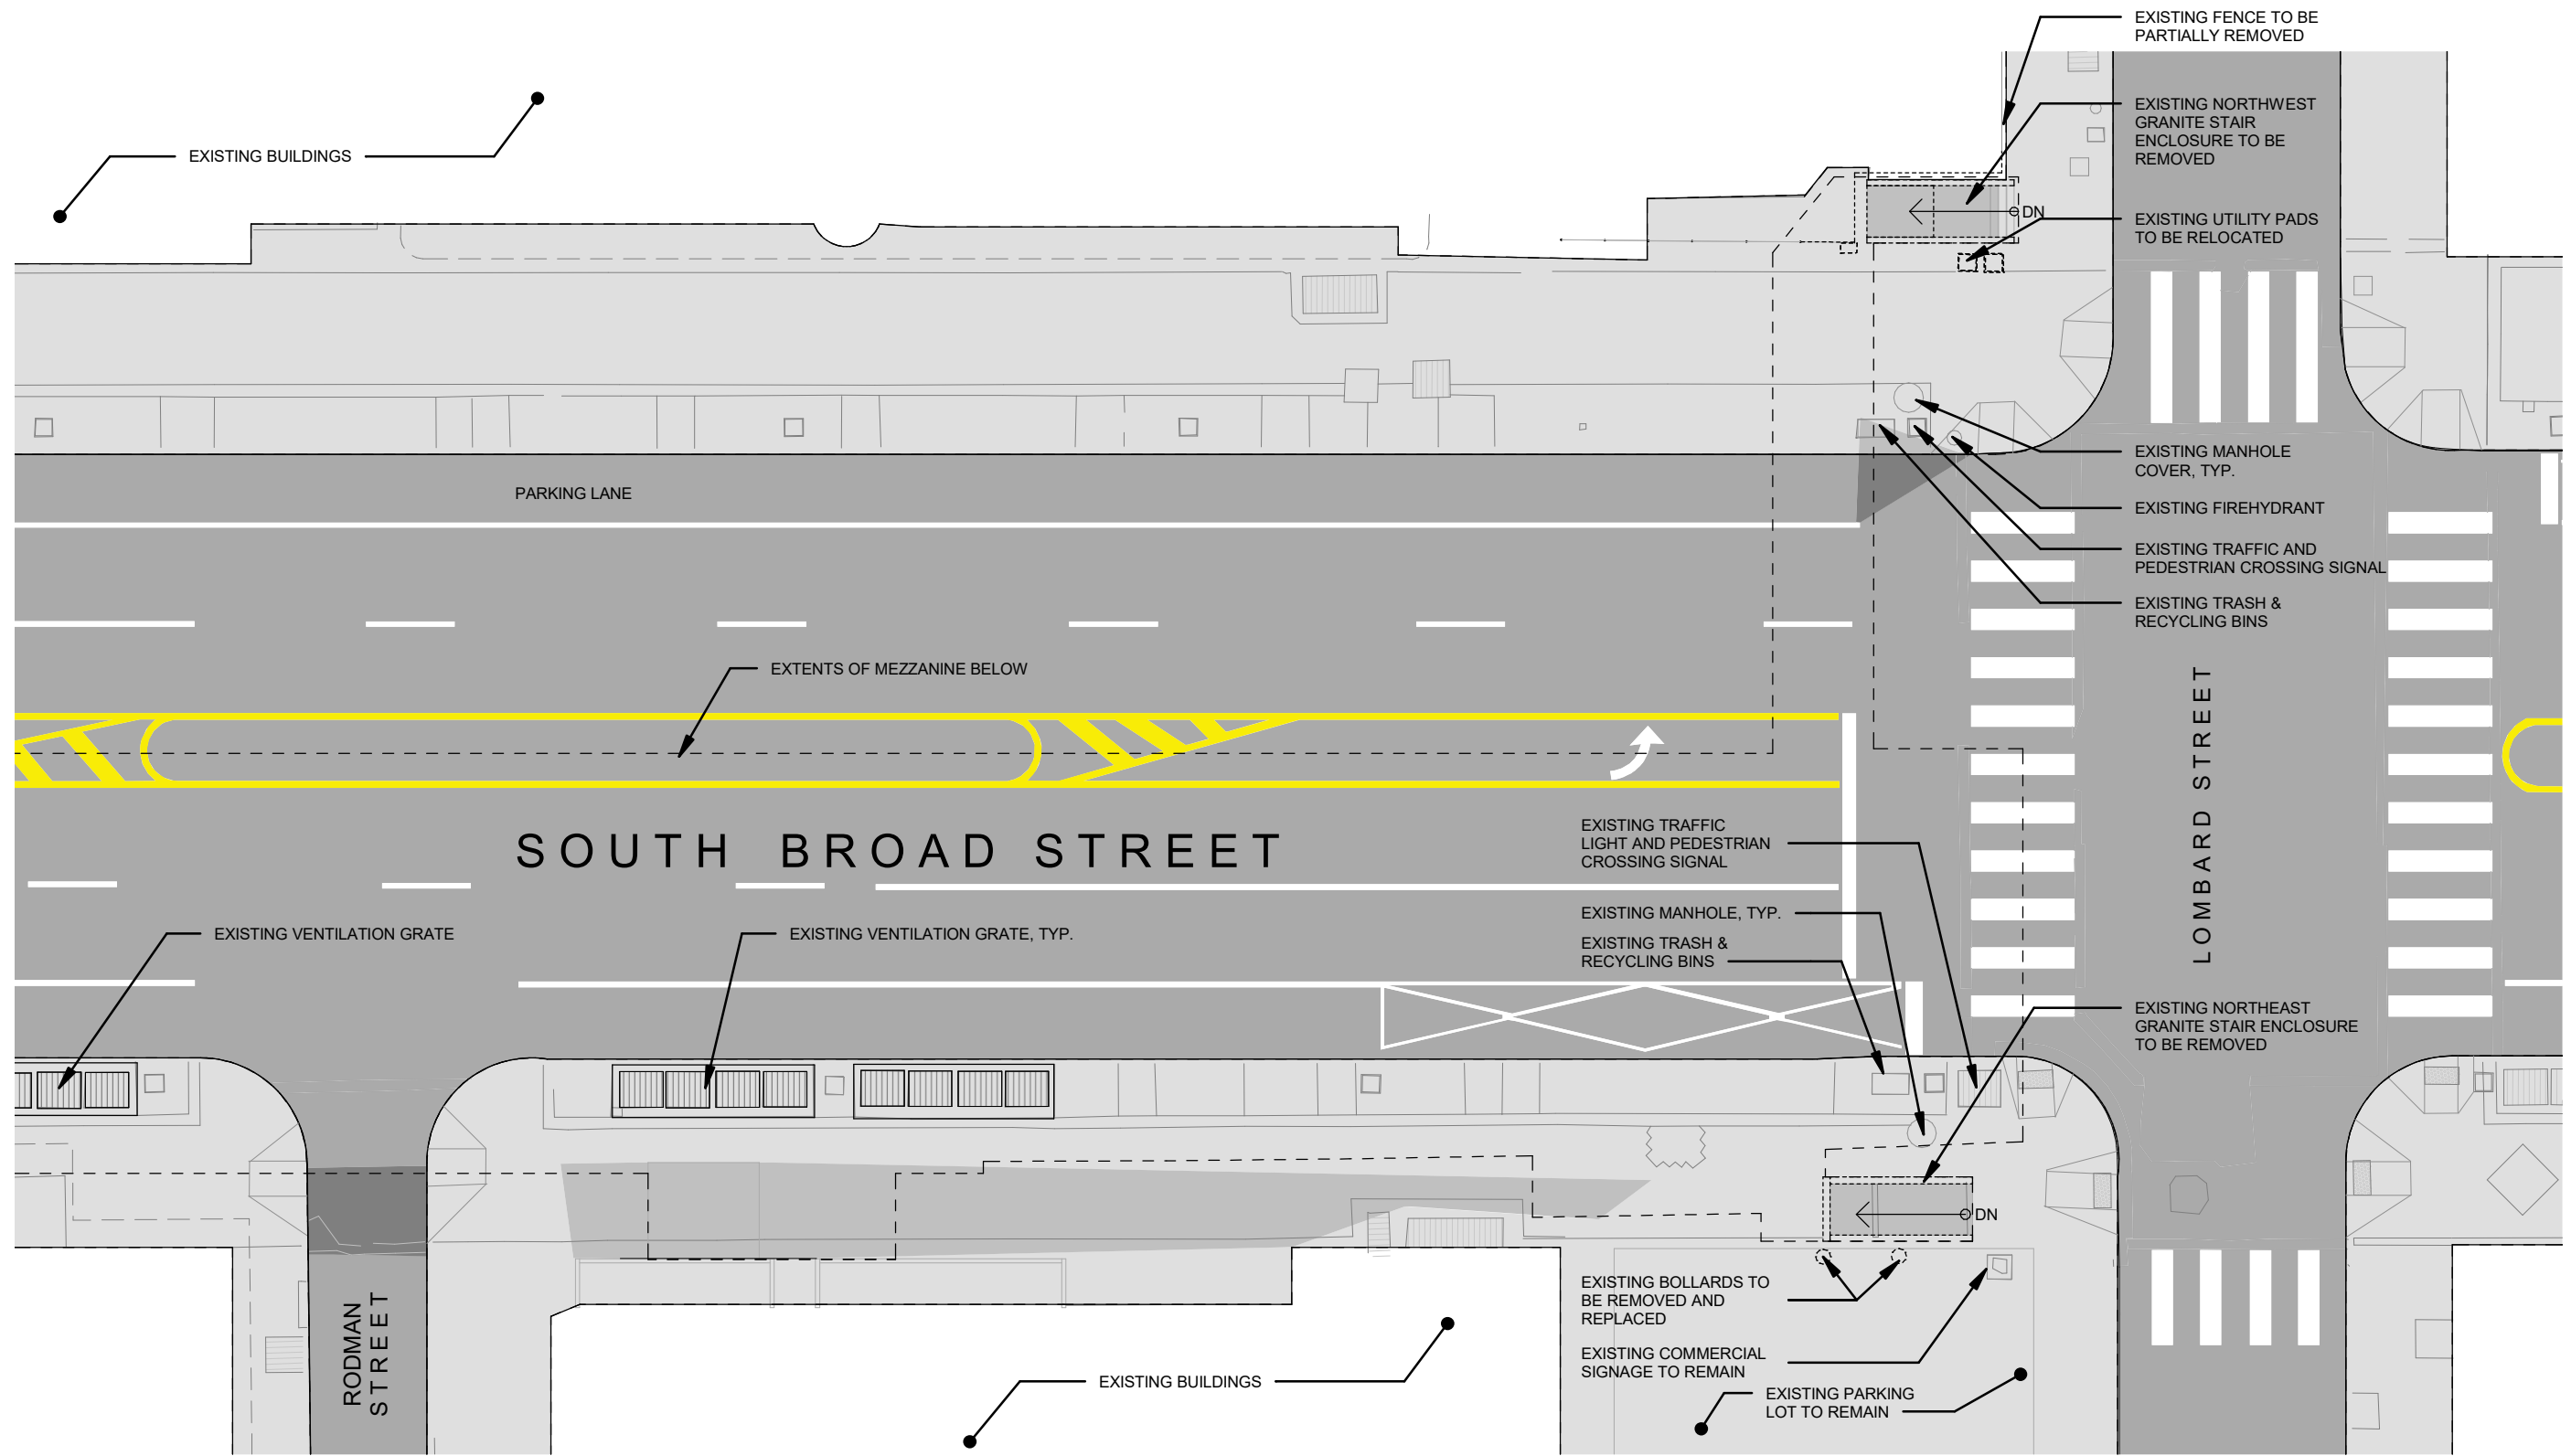 EXISTING FENCE TO BE
PARTIALLY REMOVED
EXISTING NORTHWEST
GRANITE STAIR
ENCLOSURE TO BE
REMOVED
EXISTING BUILDINGS
DN
EXISTING UTILITY PADS
TO BE RELOCATED
EXISTING MANHOLE
COVER, TYP.
PARKING LANE
EXISTING FIREHYDRANT
EXISTING TRAFFIC AND
PEDESTRIAN CROSSING SIGNAL
EXISTING TRASH &
RECYCLING BINS
EXTENTS OF MEZZANINE BELOW
LOMBARD STREET
SOUTH BROAD STREET
EXISTING TRAFFIC
LIGHT AND PEDESTRIAN
CROSSING SIGNAL
EXISTING MANHOLE, TYP.
EXISTING VENTILATION GRATE
EXISTING VENTILATION GRATE, TYP.
EXISTING TRASH &
RECYCLING BINS
EXISTING NORTHEAST
GRANITE STAIR ENCLOSURE
TO BE REMOVED
DN
EXISTING BOLLARDS TO
BE REMOVED AND
REPLACED
RODMAN
STREET
EXISTING COMMERCIAL
SIGNAGE TO REMAIN
EXISTING BUILDINGS
EXISTING PARKING
LOT TO REMAIN